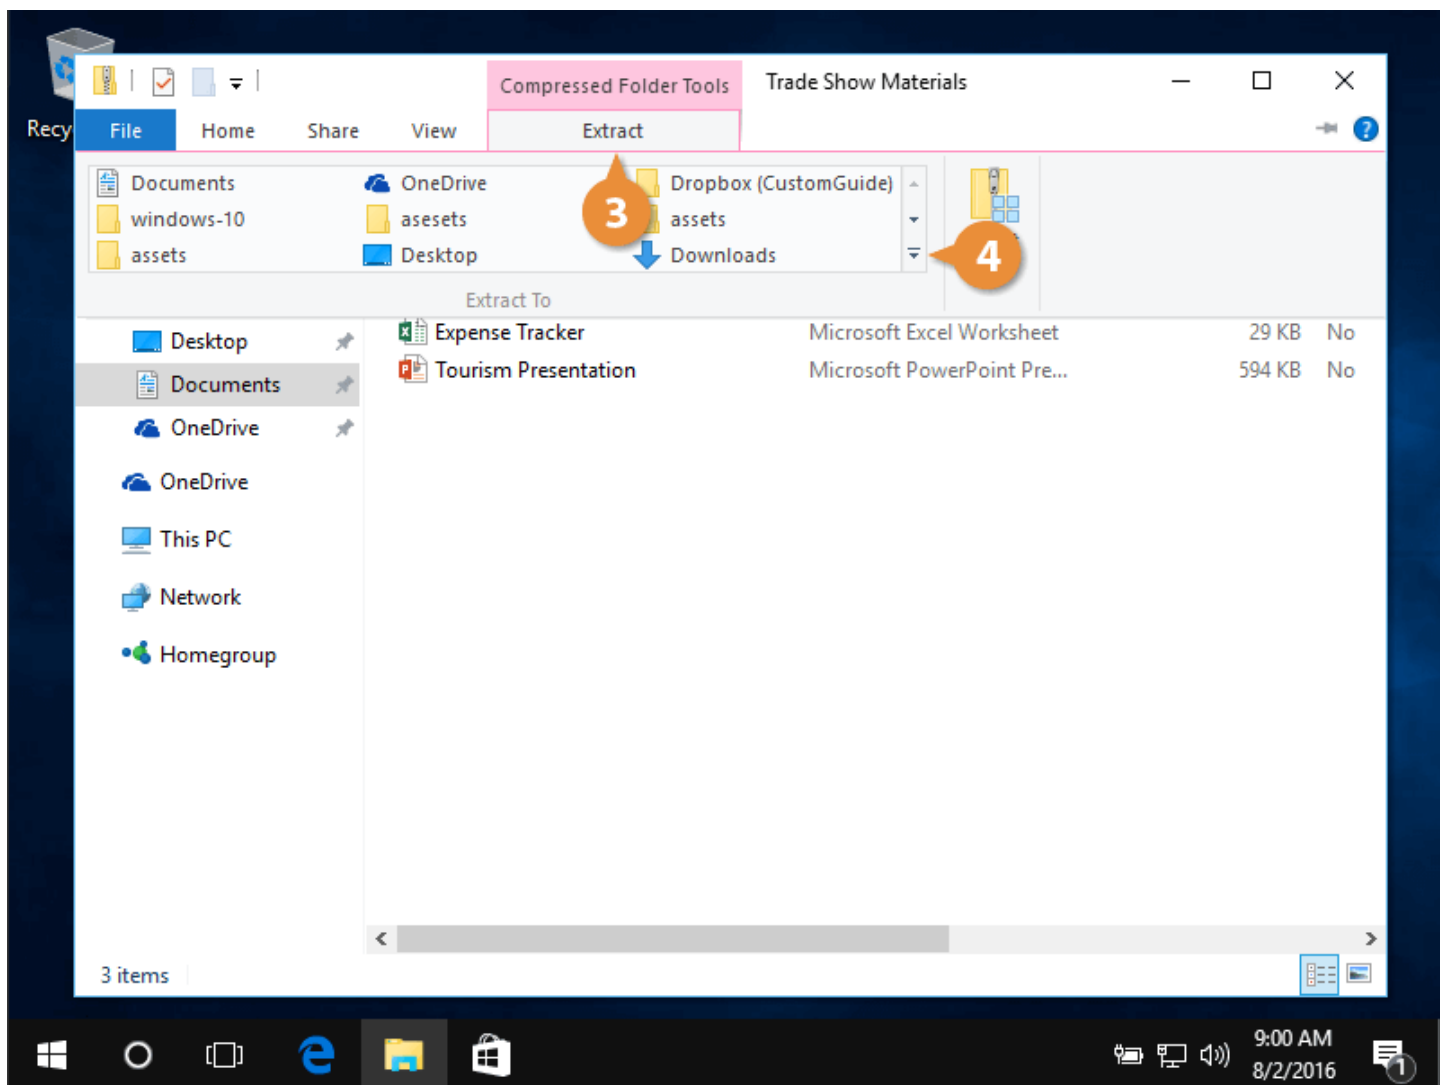 Compressed Folder Tools
Trade Show Materials
Recy
File
Home
Share
View
Extract
Documents
OneDrive
Dropbox (CustomGuide)
windows-10
asesets
assets
assets
Desktop
Downloads
3
4
Extract To
Desktop
Expense Tracker
Microsoft Excel Worksheet
29 KB
No
Documents
Tourism Presentation
Microsoft PowerPoint Pre...
594 KB
No
OneDrive
OneDrive
This PC
Network
Homegroup
3 items
9:00 AM
8/2/2016
1